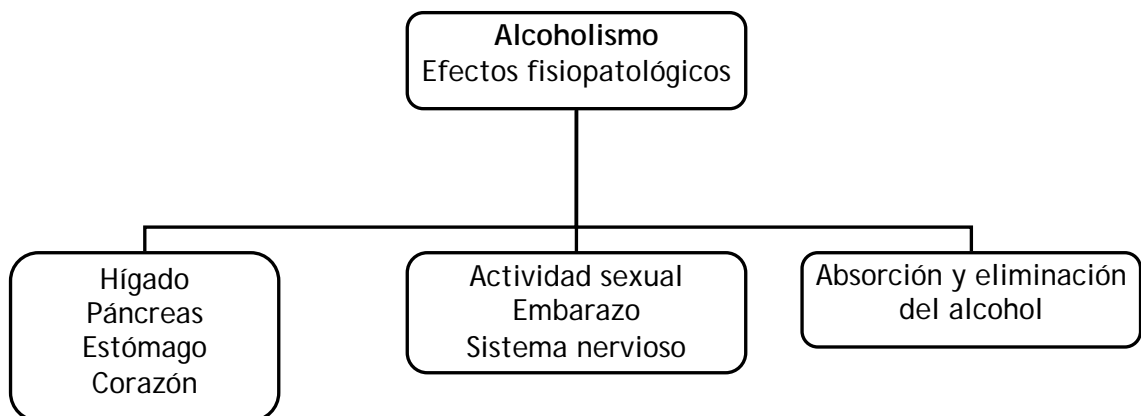 Alcoholismo
Efectos fisiopatológicos
Hígado
Páncreas
Estómago
Corazón
Actividad sexual
Embarazo
Sistema nervioso
Absorción y eliminación
del alcohol